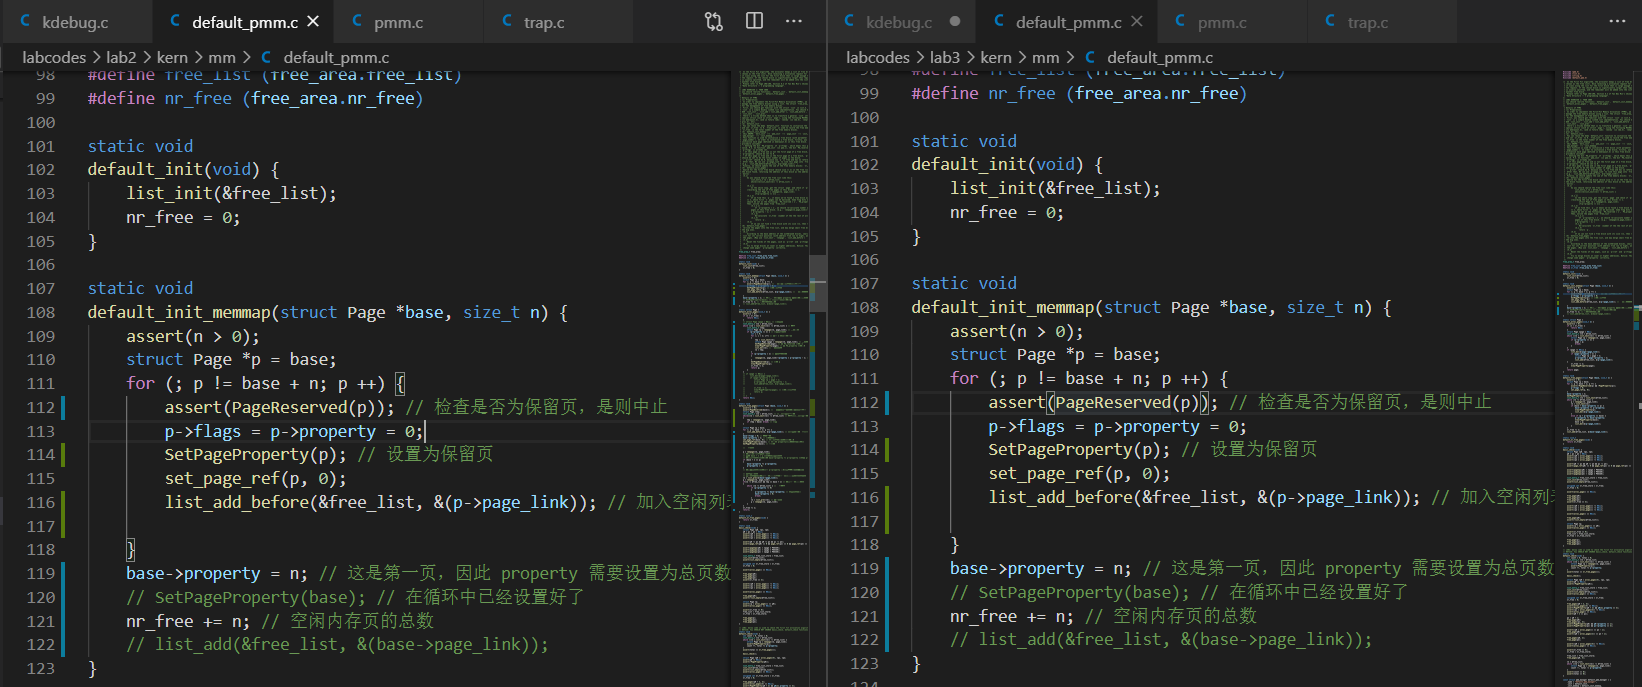 kdebug.c
default_pmm.c
pmm.c
trap.c
labcodes > lab2 > kern > mm > C default_pmm.c
98 #define free_list (free_area.free_list)
99 #define nr_free (free_area.nr_free)
100
101 static void
102 default_init(void) {
103     list_init(&free_list);
104     nr_free = 0;
105 }
106
107 static void
108 default_init_memmap(struct Page *base, size_t n) {
109     assert(n > 0);
110     struct Page *p = base;
111     for (; p != base + n; p ++) {
112         assert(PageReserved(p)); // 检查是否为保留页，是则中止
113         p->flags = p->property = 0;
114         SetPageProperty(p); // 设置为保留页
115         set_page_ref(p, 0);
116         list_add_before(&free_list, &(p->page_link)); // 加入空闲列
117
118     }
119     base->property = n; // 这是第一页，因此 property 需要设置为总页数
120     // SetPageProperty(base); // 在循环中已经设置好了
121     nr_free += n; // 空闲内存页的总数
122     // list_add(&free_list, &(base->page_link));
123 }
kdebug.c
default_pmm.c
pmm.c
trap.c
labcodes > lab3 > kern > mm > C default_pmm.c
98 #define free_list (free_area.free_list)
99 #define nr_free (free_area.nr_free)
100
101 static void
102 default_init(void) {
103     list_init(&free_list);
104     nr_free = 0;
105 }
106
107 static void
108 default_init_memmap(struct Page *base, size_t n) {
109     assert(n > 0);
110     struct Page *p = base;
111     for (; p != base + n; p ++) {
112         assert(PageReserved(p)); // 检查是否为保留页，是则中止
113         p->flags = p->property = 0;
114         SetPageProperty(p); // 设置为保留页
115         set_page_ref(p, 0);
116         list_add_before(&free_list, &(p->page_link)); // 加入空闲列
117
118     }
119     base->property = n; // 这是第一页，因此 property 需要设置为总页数
120     // SetPageProperty(base); // 在循环中已经设置好了
121     nr_free += n; // 空闲内存页的总数
122     // list_add(&free_list, &(base->page_link));
123 }